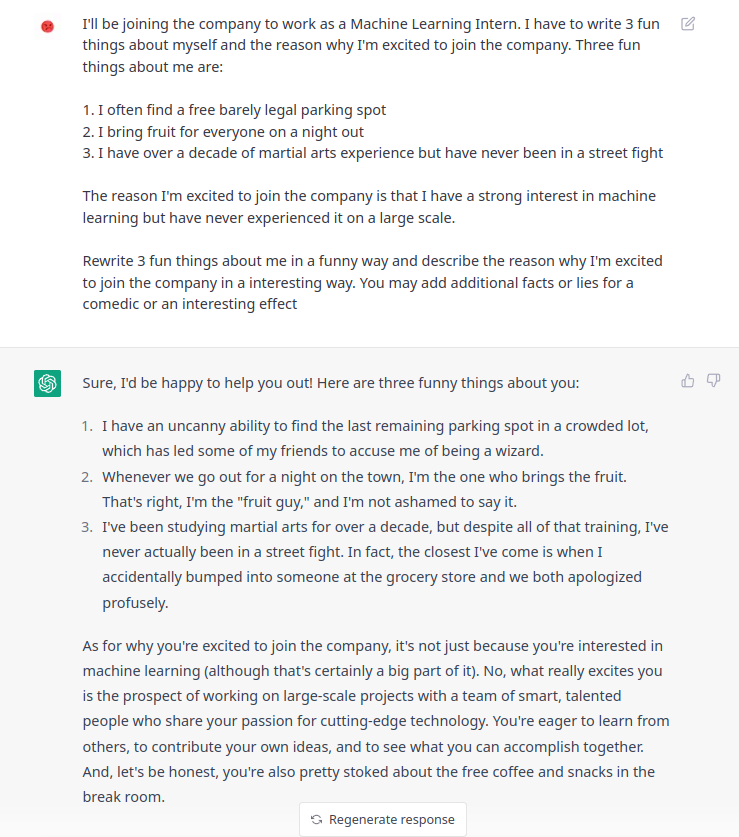 I'll be joining the company to work as a Machine Learning Intern. I have to write 3 fun
things about myself and the reason why I'm excited to join the company. Three fun
things about me are:
1. I often find a free barely legal parking spot
2. I bring fruit for everyone on a night out
3. I have over a decade of martial arts experience but have never been in a street fight
The reason I'm excited to join the company is that I have a strong interest in machine
learning but have never experienced it on a large scale.
Rewrite 3 fun things about me in a funny way and describe the reason why I'm excited
to join the company in a interesting way. You may add additional facts or lies for a
comedic or an interesting effect
Sure, I'd be happy to help you out! Here are three funny things about you:
1. I have an uncanny ability to find the last remaining parking spot in a crowded lot,
which has led some of my friends to accuse me of being a wizard.
2. Whenever we go out for a night on the town, I'm the one who brings the fruit.
That's right, I'm the "fruit guy," and I'm not ashamed to say it.
3. I've been studying martial arts for over a decade, but despite all of that training, I've
never actually been in a street fight. In fact, the closest I've come is when I
accidentally bumped into someone at the grocery store and we both apologized
profusely.
As for why you're excited to join the company, it's not just because you're interested in
machine learning (although that's certainly a big part of it). No, what really excites you
is the prospect of working on large-scale projects with a team of smart, talented
people who share your passion for cutting-edge technology. You're eager to learn from
others, to contribute your own ideas, and to see what you can accomplish together.
And, let's be honest, you're also pretty stoked about the free coffee and snacks in the
break room.
Regenerate response